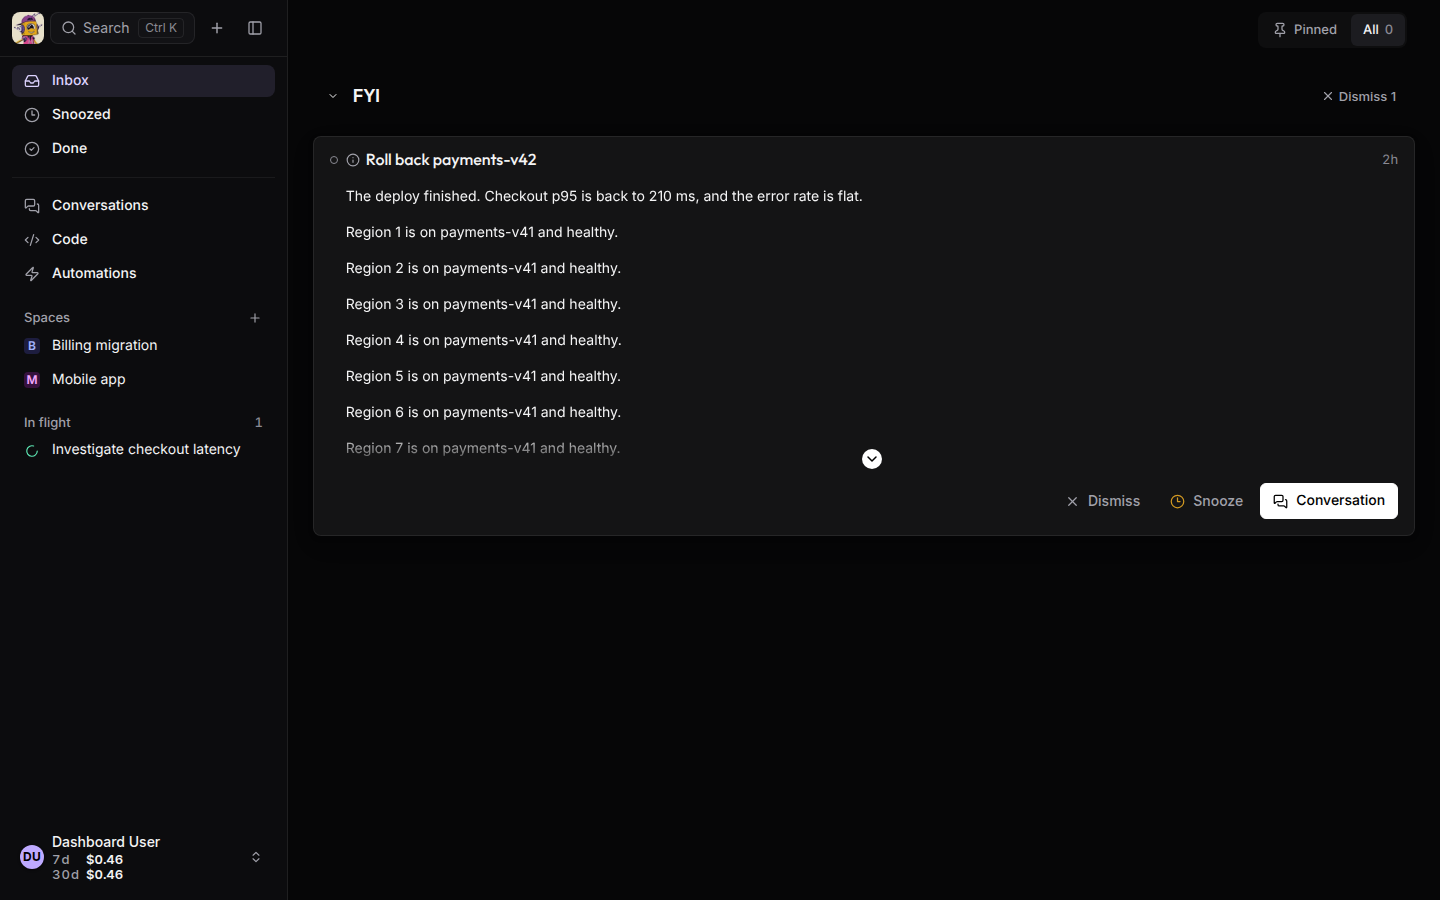 Search Ctrl K
Pinned
All 0
Inbox
Snoozed
Done
Conversations
Code
Automations
Spaces
B Billing migration
M Mobile app
In flight 1
Investigate checkout latency
DU
Dashboard User
7d $0.46
30d $0.46
FYI
Dismiss 1
Roll back payments-v42
2h
The deploy finished. Checkout p95 is back to 210 ms, and the error rate is flat.
Region 1 is on payments-v41 and healthy.
Region 2 is on payments-v41 and healthy.
Region 3 is on payments-v41 and healthy.
Region 4 is on payments-v41 and healthy.
Region 5 is on payments-v41 and healthy.
Region 6 is on payments-v41 and healthy.
Region 7 is on payments-v41 and healthy.
Dismiss
Snooze
Conversation